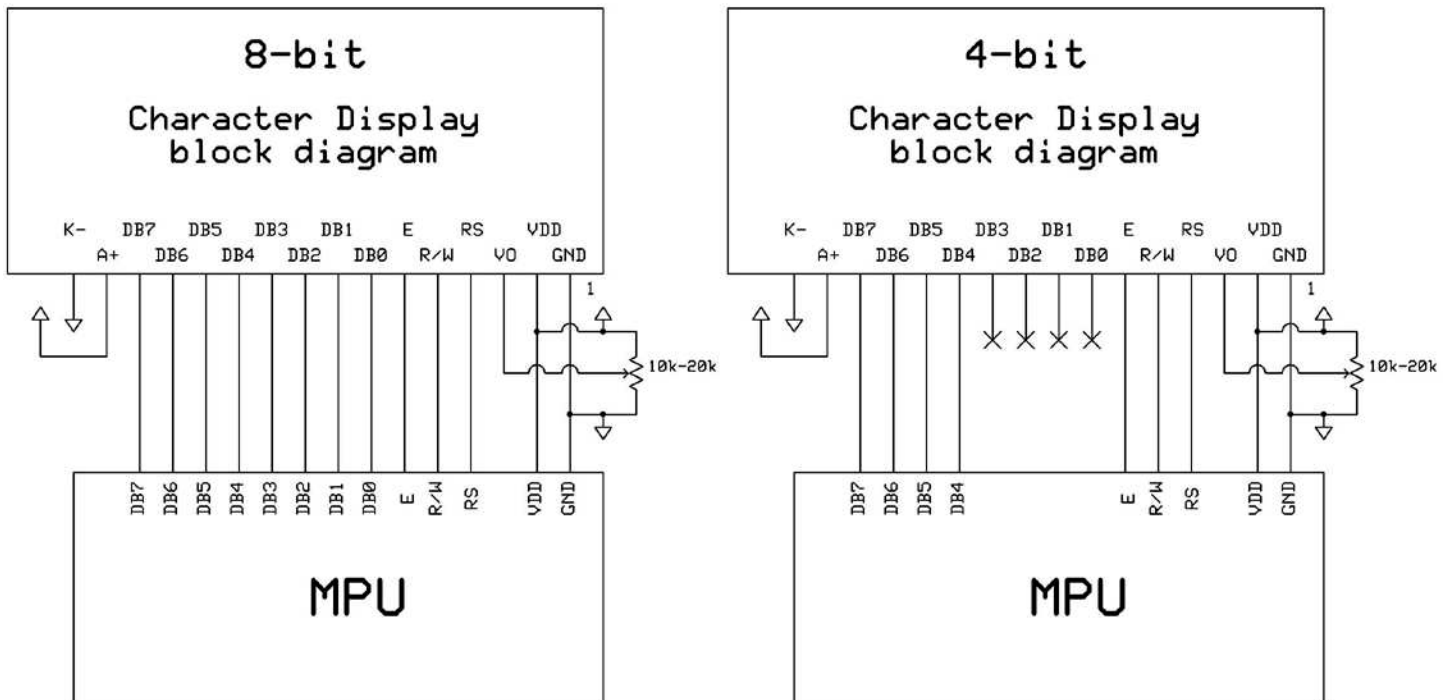 8-bit
Character Display
block diagram
K- DB7 DB5 DB3 DB1 E RS VDD
A+ DB6 DB4 DB2 DB0 R/W VO GND
1
10k-20k
DB7 DB6 DB5 DB4 DB3 DB2 DB1 DB0 E R/W RS VDD GND
MPU
4-bit
Character Display
block diagram
K- DB7 DB5 DB3 DB1 E RS VDD
A+ DB6 DB4 DB2 DB0 R/W VO GND
1
10k-20k
DB7 DB6 DB5 DB4 E R/W RS VDD GND
MPU